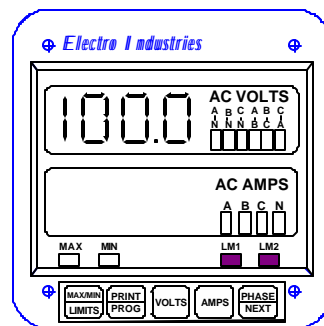 Electro Industries
100.0
AC VOLTS
A B C A B C
N N N B C A
AC AMPS
A B C N
MAX MIN LM1 LM2
MAX/MIN LIMITS
PRINT PROG
VOLTS
AMPS
PHASE NEXT